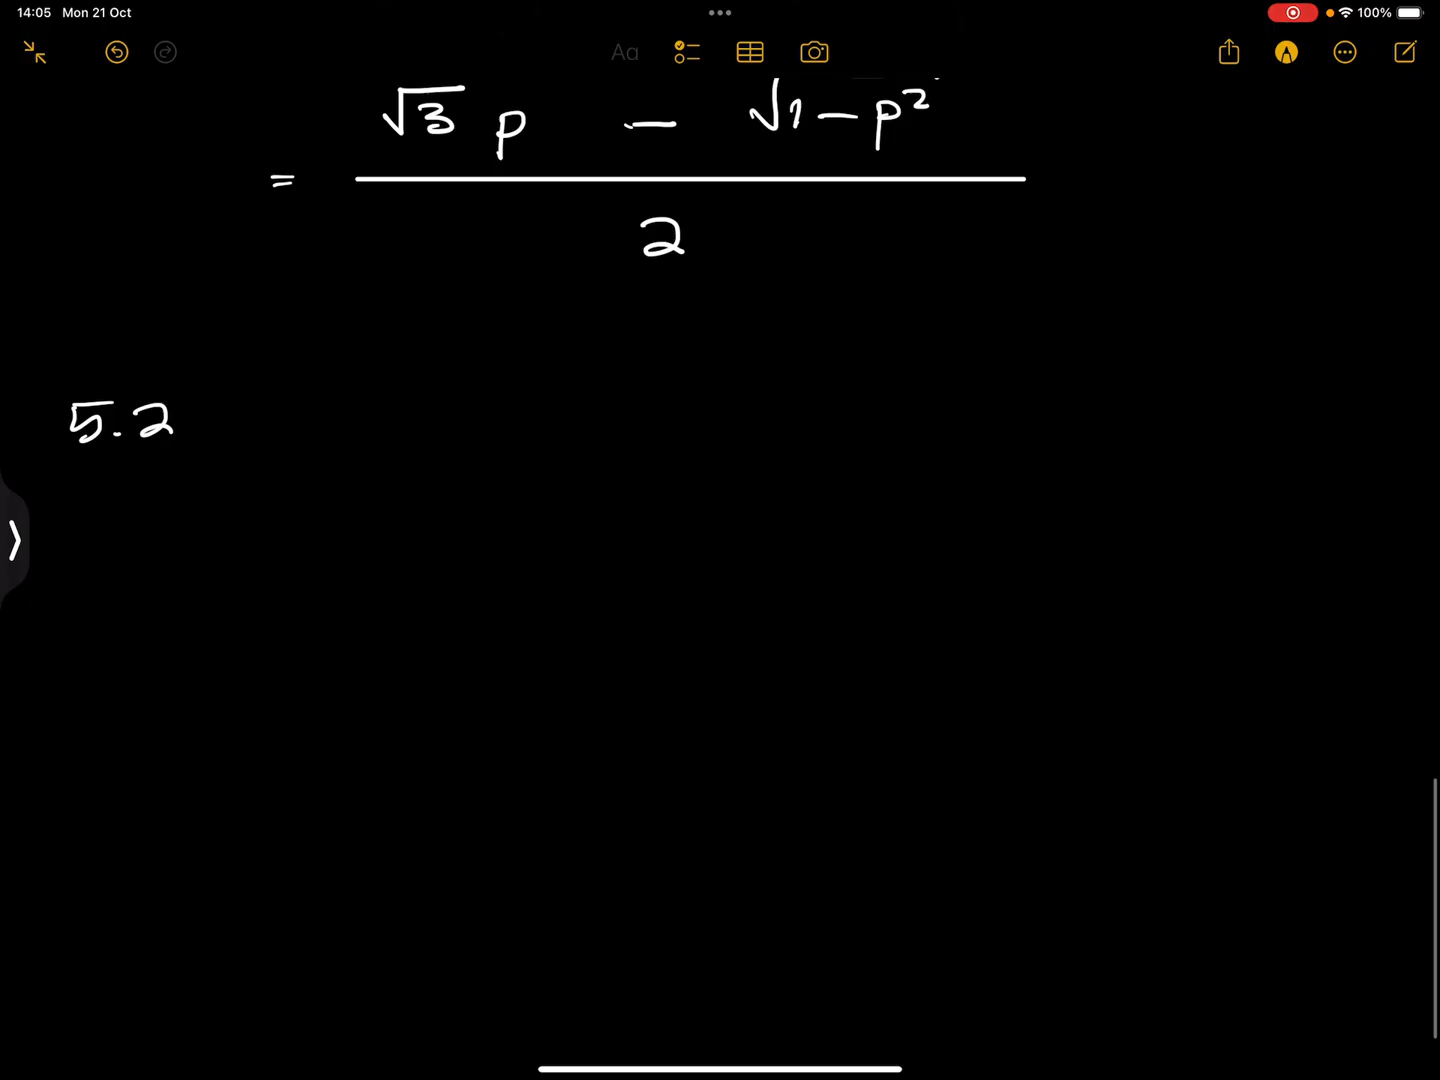 14:05 Mon 21 Oct 100%
Aa
√3 p − √1 − p²
=
2
5.2